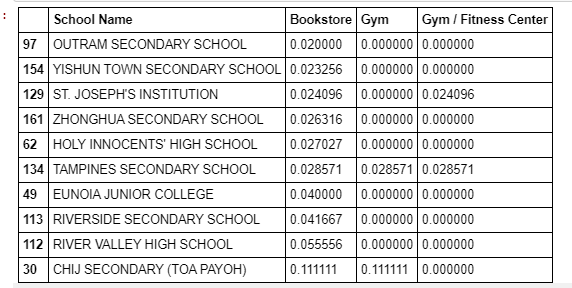 School Name Bookstore Gym Gym / Fitness Center
97 OUTRAM SECONDARY SCHOOL 0.020000 0.000000 0.000000
154 YISHUN TOWN SECONDARY SCHOOL 0.023256 0.000000 0.000000
129 ST. JOSEPH'S INSTITUTION 0.024096 0.000000 0.024096
161 ZHONGHUA SECONDARY SCHOOL 0.026316 0.000000 0.000000
62 HOLY INNOCENTS' HIGH SCHOOL 0.027027 0.000000 0.000000
134 TAMPINES SECONDARY SCHOOL 0.028571 0.028571 0.028571
49 EUNOIA JUNIOR COLLEGE 0.040000 0.000000 0.000000
113 RIVERSIDE SECONDARY SCHOOL 0.041667 0.000000 0.000000
112 RIVER VALLEY HIGH SCHOOL 0.055556 0.000000 0.000000
30 CHIJ SECONDARY (TOA PAYOH) 0.111111 0.111111 0.000000